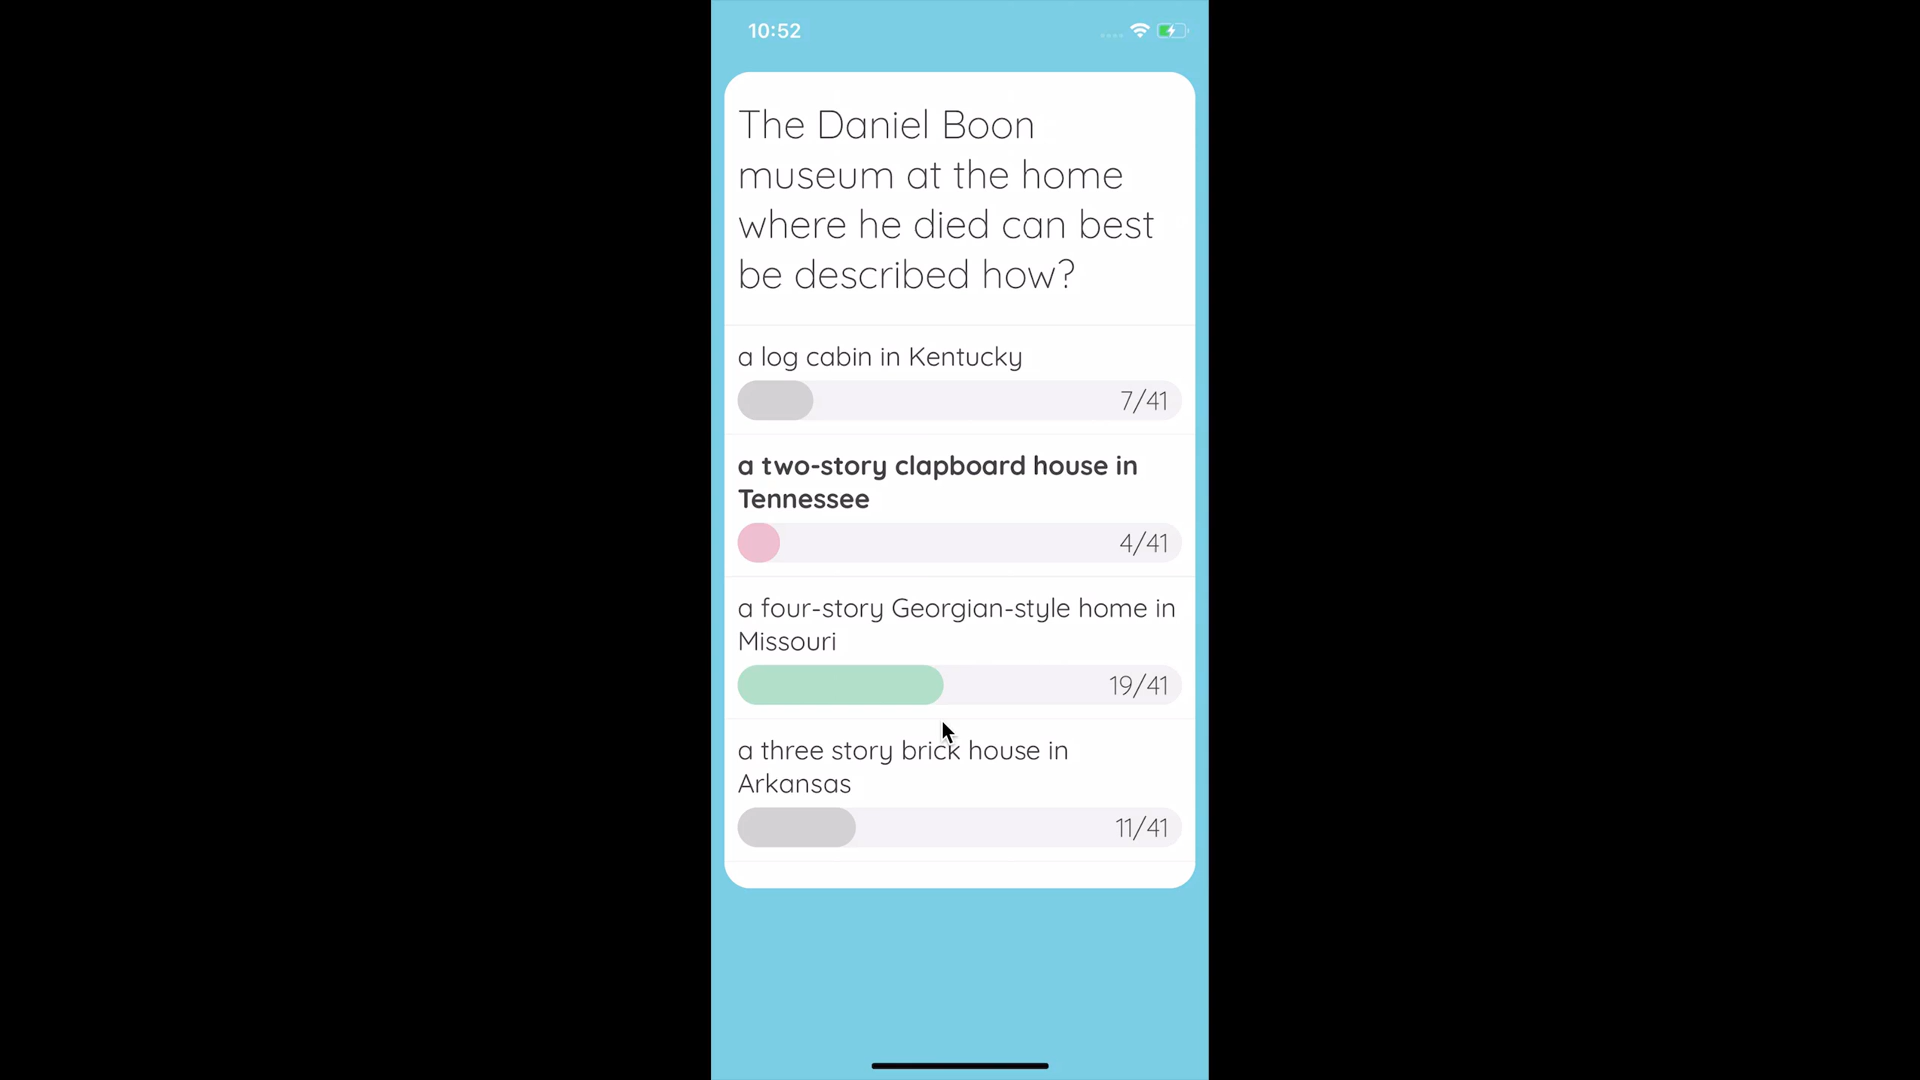 10:52
The Daniel Boon
museum at the home
where he died can best
be described how?
a log cabin in Kentucky
7/41
a two-story clapboard house in
Tennessee
4/41
a four-story Georgian-style home in
Missouri
19/41
a three story brick house in
Arkansas
11/41